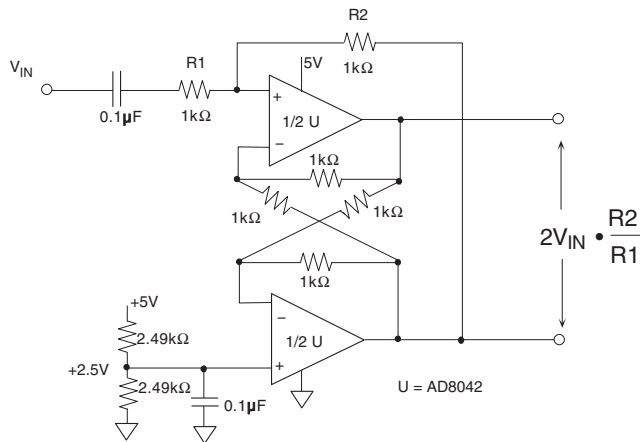 R2
V_IN
R1
5V
1kΩ
+
0.1μF
1kΩ
1/2 U
−
1kΩ
1kΩ
1kΩ
2V_IN • R2/R1
1kΩ
+5V
−
2.49kΩ
1/2 U
+2.5V
+
2.49kΩ
0.1μF
U = AD8042